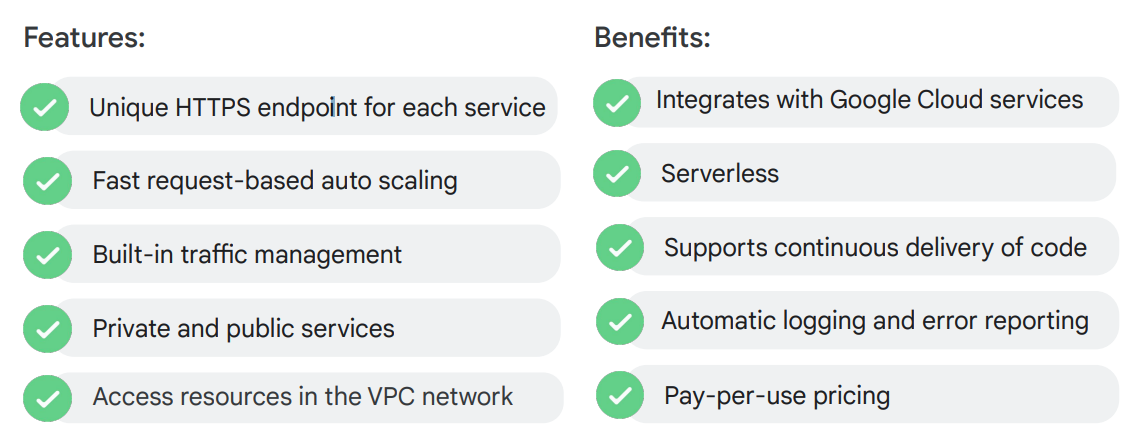 Features:
Unique HTTPS endpoint for each service
Fast request-based auto scaling
Built-in traffic management
Private and public services
Access resources in the VPC network
Benefits:
Integrates with Google Cloud services
Serverless
Supports continuous delivery of code
Automatic logging and error reporting
Pay-per-use pricing